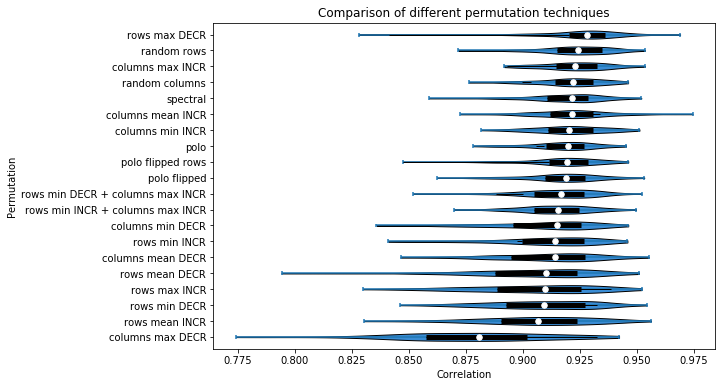 Comparison of different permutation techniques
Permutation
rows max DECR
random rows
columns max INCR
random columns
spectral
columns mean INCR
columns min INCR
polo
polo flipped rows
polo flipped
rows min DECR + columns max INCR
rows min INCR + columns max INCR
columns min DECR
rows min INCR
columns mean DECR
rows mean DECR
rows max INCR
rows min DECR
rows mean INCR
columns max DECR
0.775 0.800 0.825 0.850 0.875 0.900 0.925 0.950 0.975
Correlation